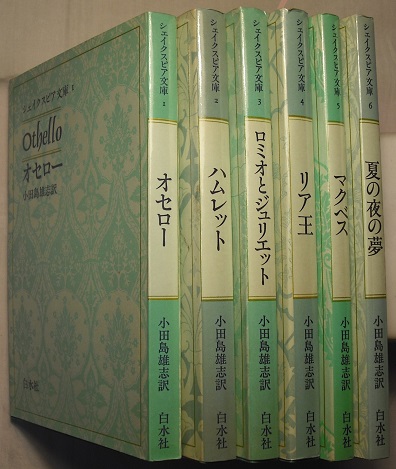 シェイクスピア文庫 1
Othello
オセロー
小田島雄志訳
白水社
シェイクスピア文庫
1
オセロー
小田島雄志訳
白水社
シェイクスピア文庫
2
ハムレット
小田島雄志訳
白水社
シェイクスピア文庫
3
ロミオとジュリエット
小田島雄志訳
白水社
シェイクスピア文庫
4
リア王
小田島雄志訳
白水社
シェイクスピア文庫
5
マクベス
小田島雄志訳
白水社
シェイクスピア文庫
6
夏の夜の夢
小田島雄志訳
白水社